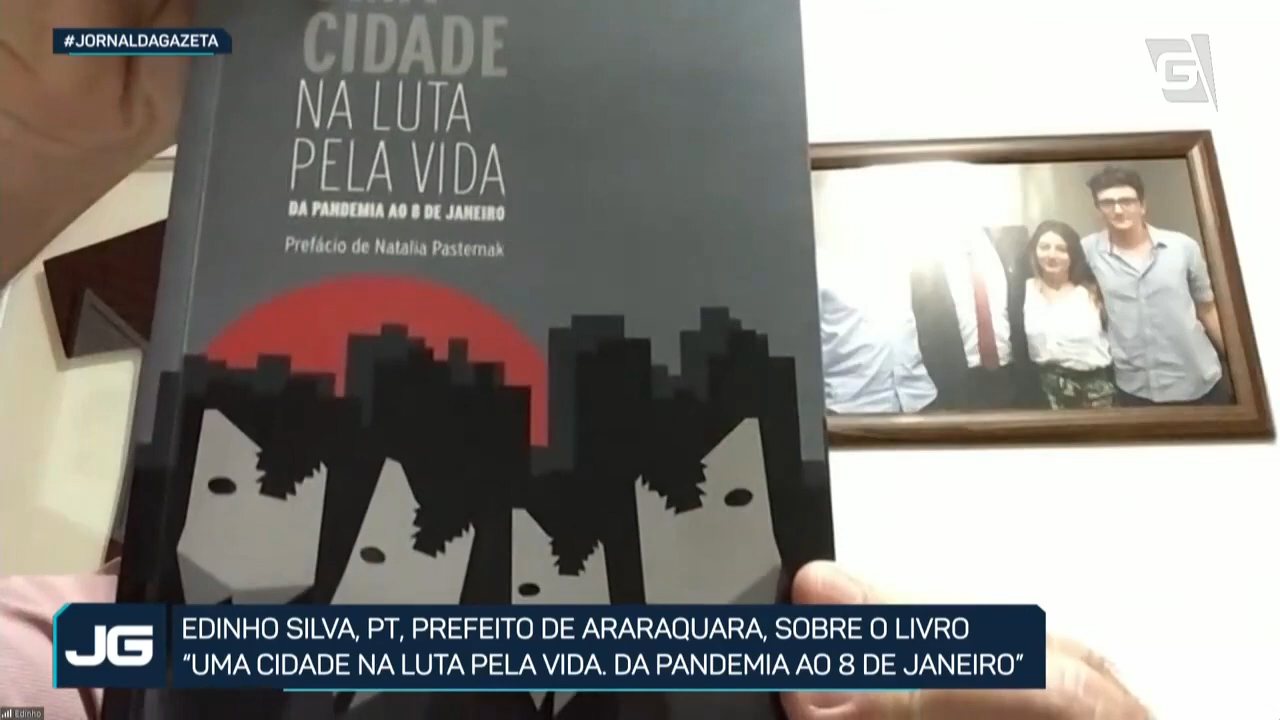 #JORNALDAGAZETA
G
CIDADE
NA LUTA
PELA VIDA
DA PANDEMIA AO 8 DE JANEIRO
Prefácio de Natalia Pasternak
JG
EDINHO SILVA, PT, PREFEITO DE ARARAQUARA, SOBRE O LIVRO
“UMA CIDADE NA LUTA PELA VIDA. DA PANDEMIA AO 8 DE JANEIRO”
Edinho